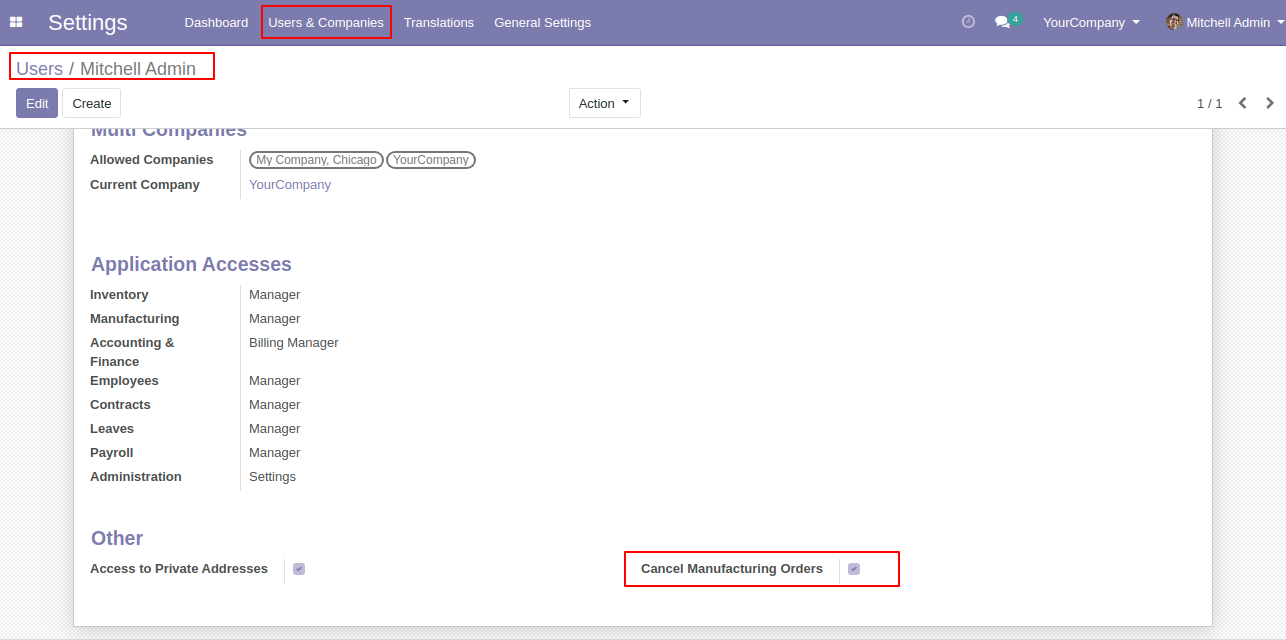 Settings Dashboard Users & Companies Translations General Settings 4 YourCompany Mitchell Admin
Users / Mitchell Admin
Edit Create Action 1 / 1
Multi Companies
Allowed Companies My Company, Chicago YourCompany
Current Company YourCompany
Application Accesses
Inventory Manager
Manufacturing Manager
Accounting & Billing Manager
Finance
Employees Manager
Contracts Manager
Leaves Manager
Payroll Manager
Administration Settings
Other
Access to Private Addresses Cancel Manufacturing Orders